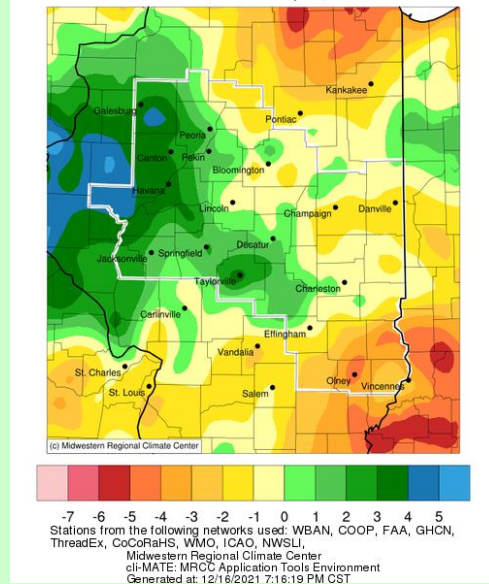 Kankakee
Galesburg
Pontiac
Peoria
Canton Pekin
Bloomington
Havana
Lincoln
Champaign Danville
Decatur
Jacksonville Springfield
Taylorville
Charleston
Carlinville
Effingham
Vandalia
St. Charles
Olney Vincennes
St. Louis
Salem
(c) Midwestern Regional Climate Center
-7 -6 -5 -4 -3 -2 -1 0 1 2 3 4 5
Stations from the following networks used: WBAN, COOP, FAA, GHCN,
ThreadEx, CoCoRaHS, WMO, ICAO, NWSLI,
Midwestern Regional Climate Center
cli-MATE: MRCC Application Tools Environment
Generated at: 12/16/2021 7:16:19 PM CST